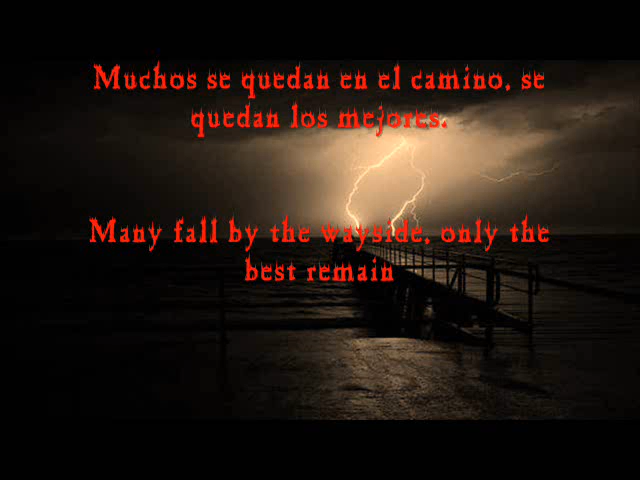 Muchos se quedan en el camino, se
quedan los mejores.
Many fall by the wayside, only the
best remain